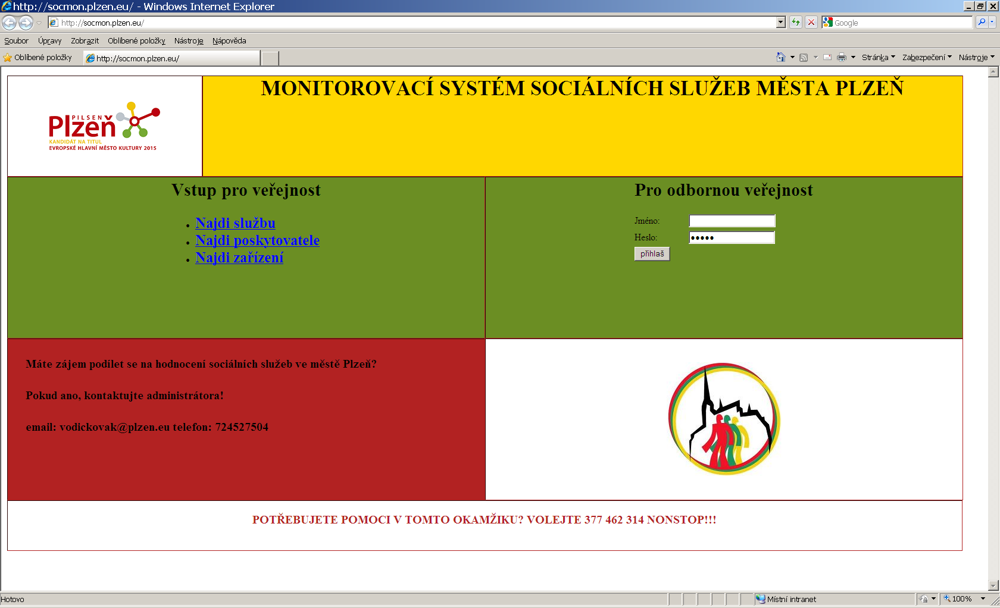 http://socmon.plzen.eu/ - Windows Internet Explorer
http://socmon.plzen.eu/
Google
Soubor Úpravy Zobrazit Oblíbené položky Nástroje Nápověda
Oblíbené položky
http://socmon.plzen.eu/
Stránka Zabezpečení Nástroje
PILSEN
Plzeň
KANDIDÁT NA TITUL
EVROPSKÉ HLAVNÍ MĚSTO KULTURY 2015
MONITOROVACÍ SYSTÉM SOCIÁLNÍCH SLUŽEB MĚSTA PLZEŇ
Vstup pro veřejnost
Najdi službu
Najdi poskytovatele
Najdi zařízení
Pro odbornou veřejnost
Jméno:
Heslo:
přihlaš
Máte zájem podílet se na hodnocení sociálních služeb ve městě Plzeň?
Pokud ano, kontaktujte administrátora!
email: vodickovak@plzen.eu telefon: 724527504
POTŘEBUJETE POMOCI V TOMTO OKAMŽIKU? VOLEJTE 377 462 314 NONSTOP!!!
Hotovo
Místní intranet
100%